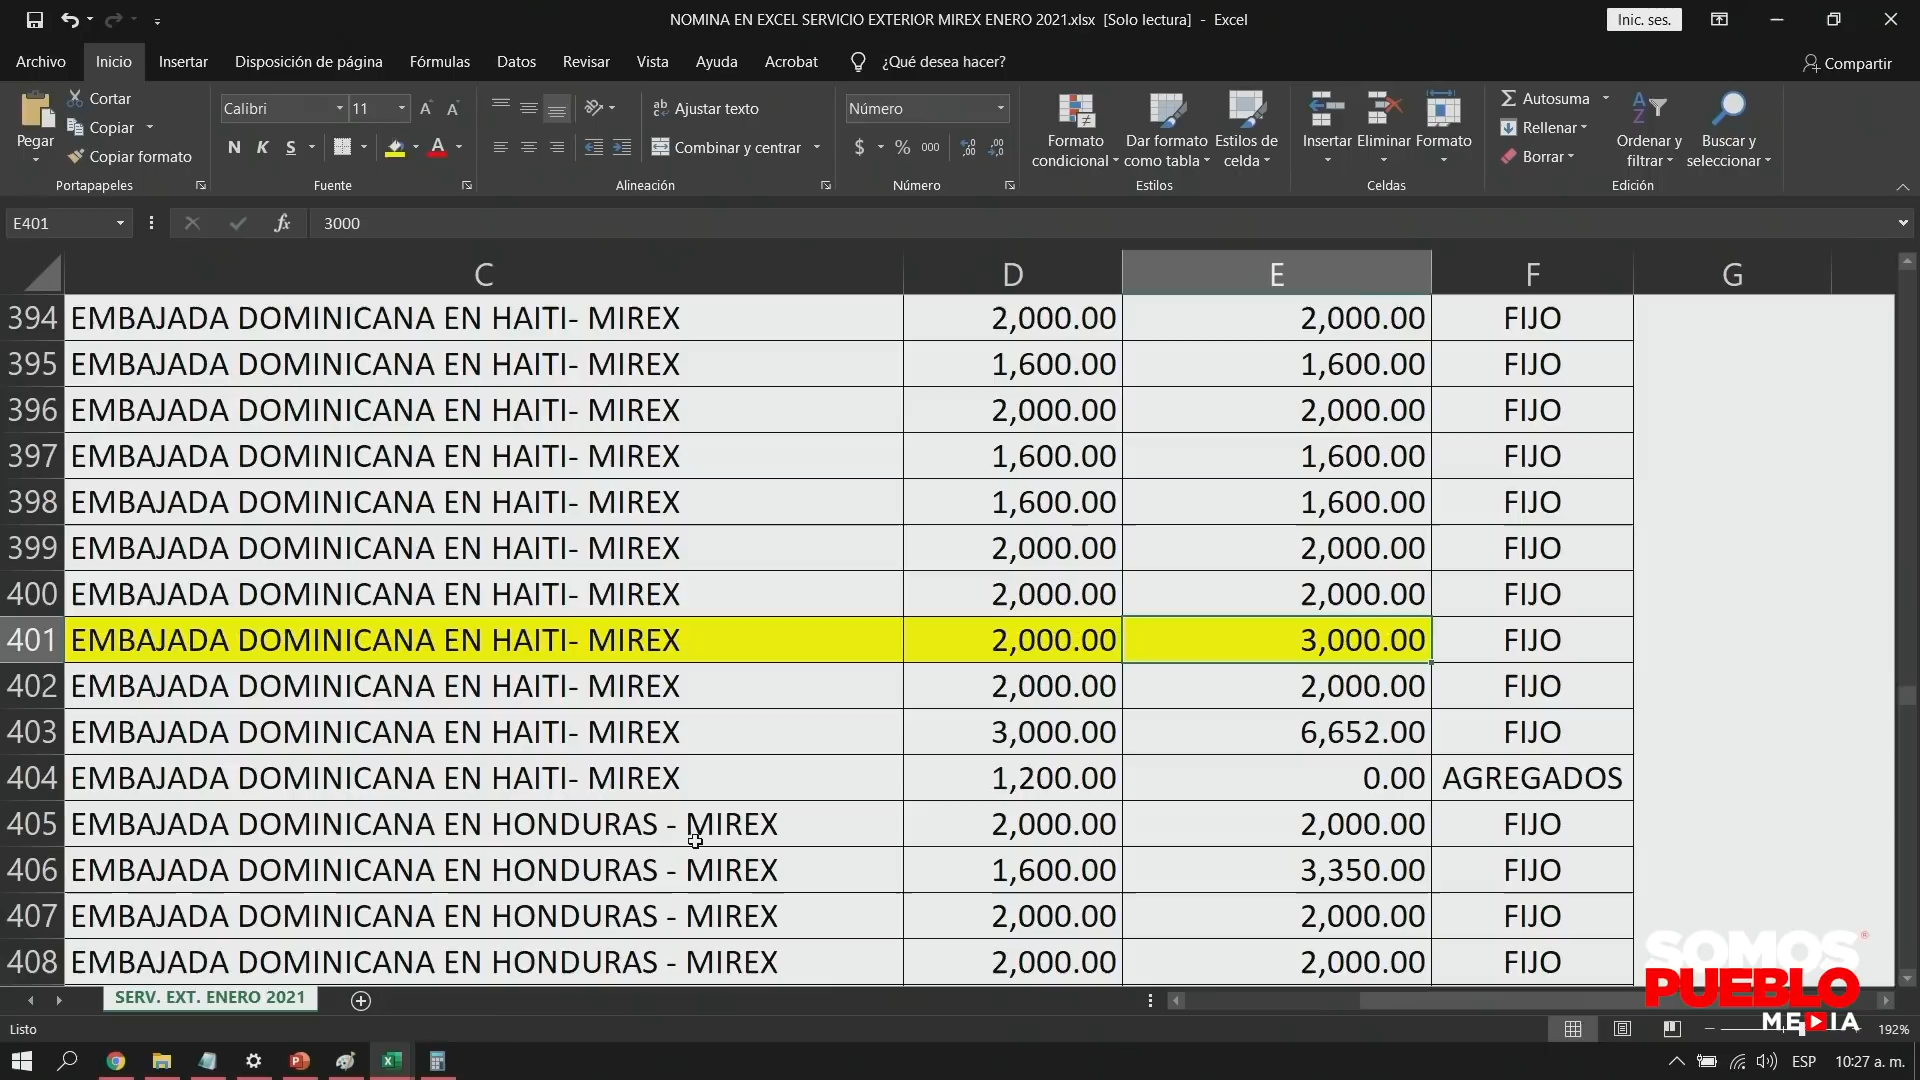 NOMINA EN EXCEL SERVICIO EXTERIOR MIREX ENERO 2021.xlsx [Solo lectura] - Excel
Inic. ses.
Archivo Inicio Insertar Disposición de página Fórmulas Datos Revisar Vista Ayuda Acrobat ¿Qué desea hacer? Compartir
Pegar
Cortar
Copiar
Copiar formato
Portapapeles
Calibri 11
N K S
Fuente
Ajustar texto
Combinar y centrar
Alineación
Número
$ % 000
Número
Formato condicional
Dar formato como tabla
Estilos de celda
Estilos
Insertar Eliminar Formato
Celdas
Autosuma
Rellenar
Borrar
Ordenar y filtrar
Buscar y seleccionar
Edición
E401 fx 3000
C D E F G
394 EMBAJADA DOMINICANA EN HAITI- MIREX 2,000.00 2,000.00 FIJO
395 EMBAJADA DOMINICANA EN HAITI- MIREX 1,600.00 1,600.00 FIJO
396 EMBAJADA DOMINICANA EN HAITI- MIREX 2,000.00 2,000.00 FIJO
397 EMBAJADA DOMINICANA EN HAITI- MIREX 1,600.00 1,600.00 FIJO
398 EMBAJADA DOMINICANA EN HAITI- MIREX 1,600.00 1,600.00 FIJO
399 EMBAJADA DOMINICANA EN HAITI- MIREX 2,000.00 2,000.00 FIJO
400 EMBAJADA DOMINICANA EN HAITI- MIREX 2,000.00 2,000.00 FIJO
401 EMBAJADA DOMINICANA EN HAITI- MIREX 2,000.00 3,000.00 FIJO
402 EMBAJADA DOMINICANA EN HAITI- MIREX 2,000.00 2,000.00 FIJO
403 EMBAJADA DOMINICANA EN HAITI- MIREX 3,000.00 6,652.00 FIJO
404 EMBAJADA DOMINICANA EN HAITI- MIREX 1,200.00 0.00 AGREGADOS
405 EMBAJADA DOMINICANA EN HONDURAS - MIREX 2,000.00 2,000.00 FIJO
406 EMBAJADA DOMINICANA EN HONDURAS - MIREX 1,600.00 3,350.00 FIJO
407 EMBAJADA DOMINICANA EN HONDURAS - MIREX 2,000.00 2,000.00 FIJO
408 EMBAJADA DOMINICANA EN HONDURAS - MIREX 2,000.00 2,000.00 FIJO
SOMOS
PUEBLO
MEDIA
SERV. EXT. ENERO 2021
Listo 192%
ESP 10:27 a. m.